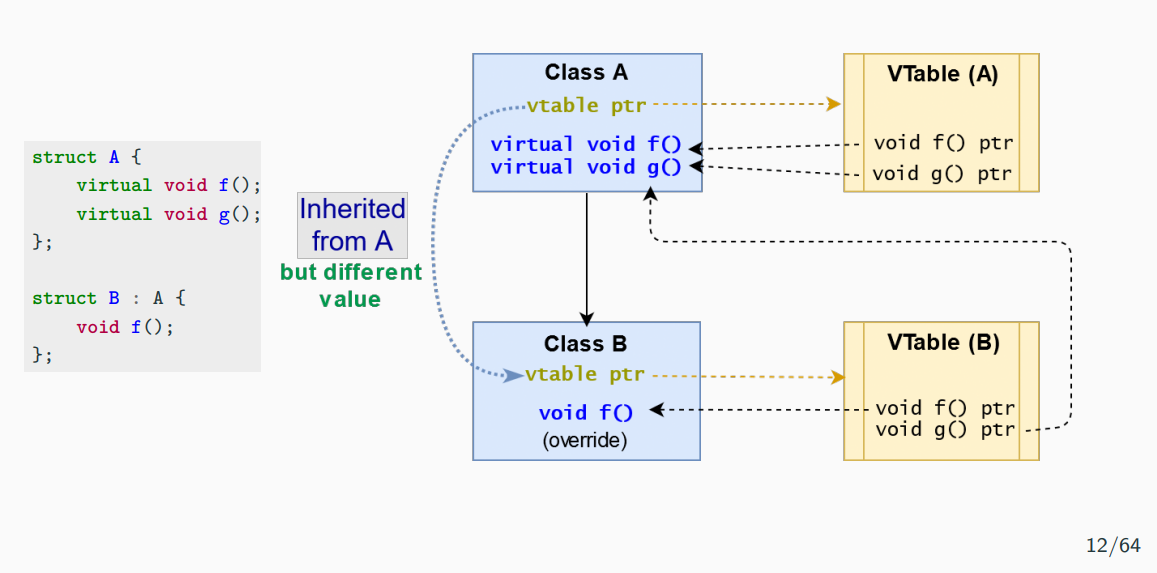 struct A {
virtual void f();
virtual void g();
};
struct B : A {
void f();
};
Inherited
from A
but different
value
Class A
vtable ptr
virtual void f()
virtual void g()
VTable (A)
void f() ptr
void g() ptr
Class B
vtable ptr
void f()
(override)
VTable (B)
void f() ptr
void g() ptr
12/64